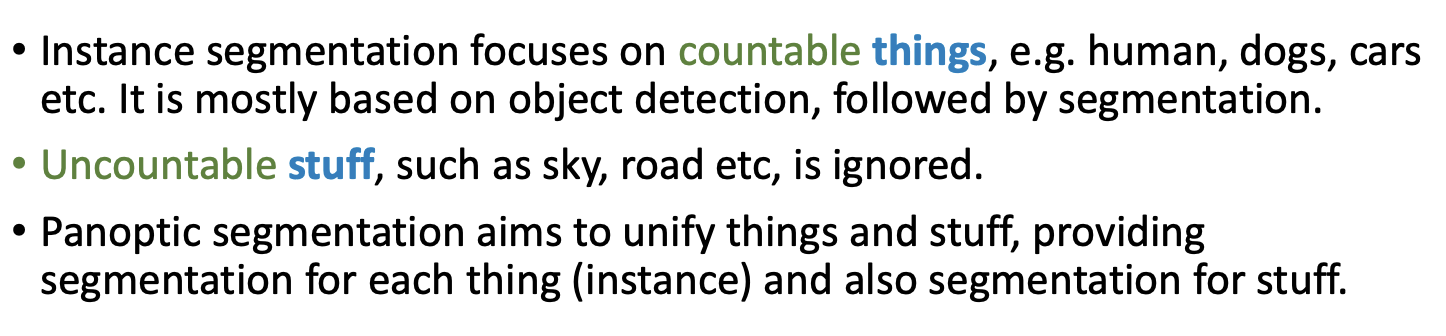 • Instance segmentation focuses on countable things, e.g. human, dogs, cars
etc. It is mostly based on object detection, followed by segmentation.
• Uncountable stuff, such as sky, road etc, is ignored.
• Panoptic segmentation aims to unify things and stuff, providing
segmentation for each thing (instance) and also segmentation for stuff.